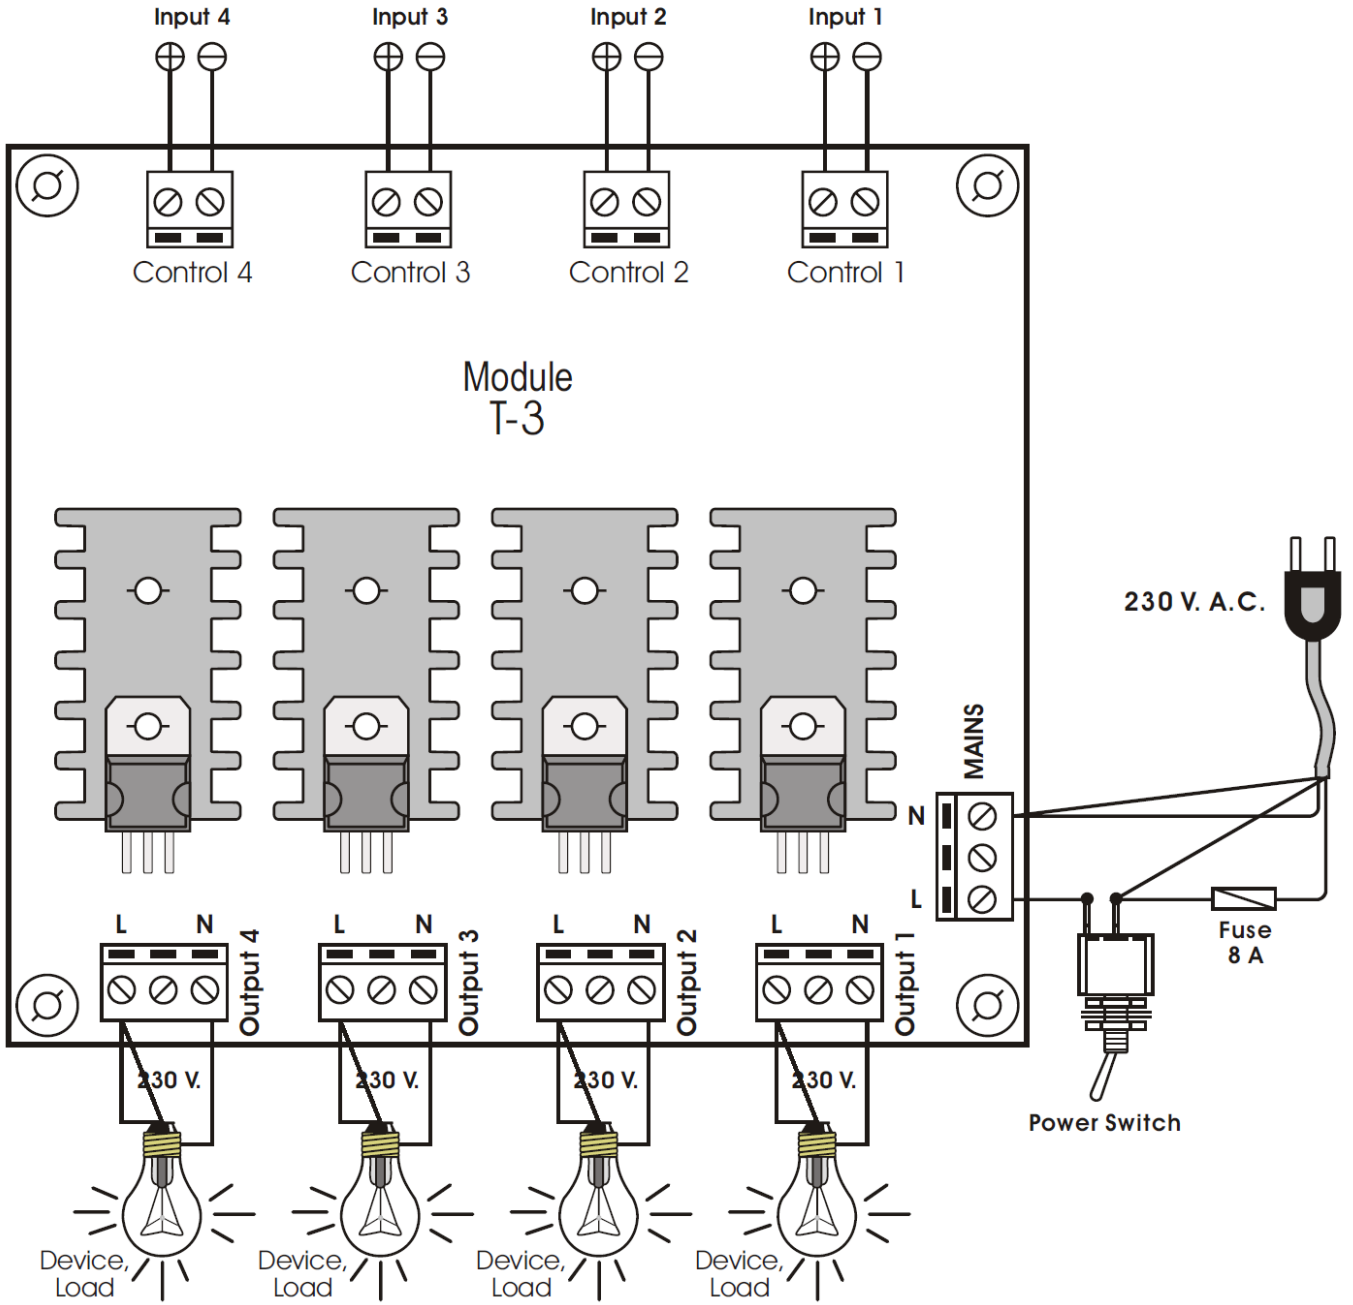 Input 4
Input 3
Input 2
Input 1
Control 4
Control 3
Control 2
Control 1
Module
T-3
230 V. A.C.
MAINS
N
L
Fuse
8 A
Power Switch
L
N
Output 4
L
N
Output 3
L
N
Output 2
L
N
Output 1
230 V.
230 V.
230 V.
230 V.
Device,
Load
Device,
Load
Device,
Load
Device,
Load